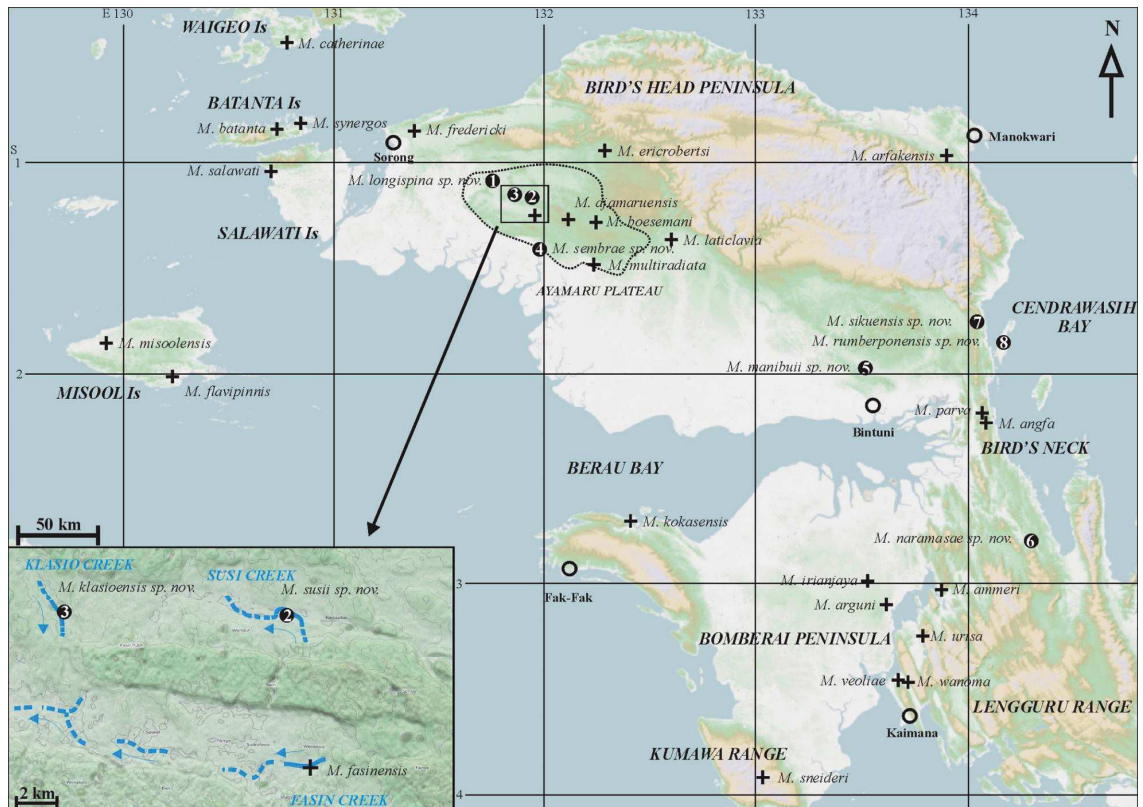 E 130
131
132
133
134
WAIGEO Is
M. catherinae
N
BIRD'S HEAD PENINSULA
BATANTA Is
M. synergos
M. batanta
M. fredericki
Sorong
Manokwari
M. ericrobertsi
M. arfakensis
S
1
M. salawati
M. longispina sp. nov.
1
3
2
M. ajamaruensis
M. boesemani
SALAWATI Is
4
M. sembrae sp. nov.
M. laticlavia
M. multiradiata
AYAMARU PLATEAU
CENDRAWASIH
BAY
M. sikuensis sp. nov.
7
M. rumberponensis sp. nov.
8
M. misoolensis
M. manibuii sp. nov.
5
2
MISOOL Is
M. flavipinnis
Bintuni
M. parva
M. angfa
BIRD'S NECK
BERAU BAY
50 km
M. kokasensis
M. naramasae sp. nov.
6
KLASIO CREEK
M. klasioensis sp. nov.
3
SUSI CREEK
M. susii sp. nov.
2
Fak-Fak
3
M. irianjaya
M. ammeri
M. arguni
BOMBERAI PENINSULA
M. urisa
M. veoliae
M. wanoma
LENGGURU RANGE
Kaimana
KUMAWA RANGE
M. sneideri
M. fasinensis
FASIN CREEK
2 km
4